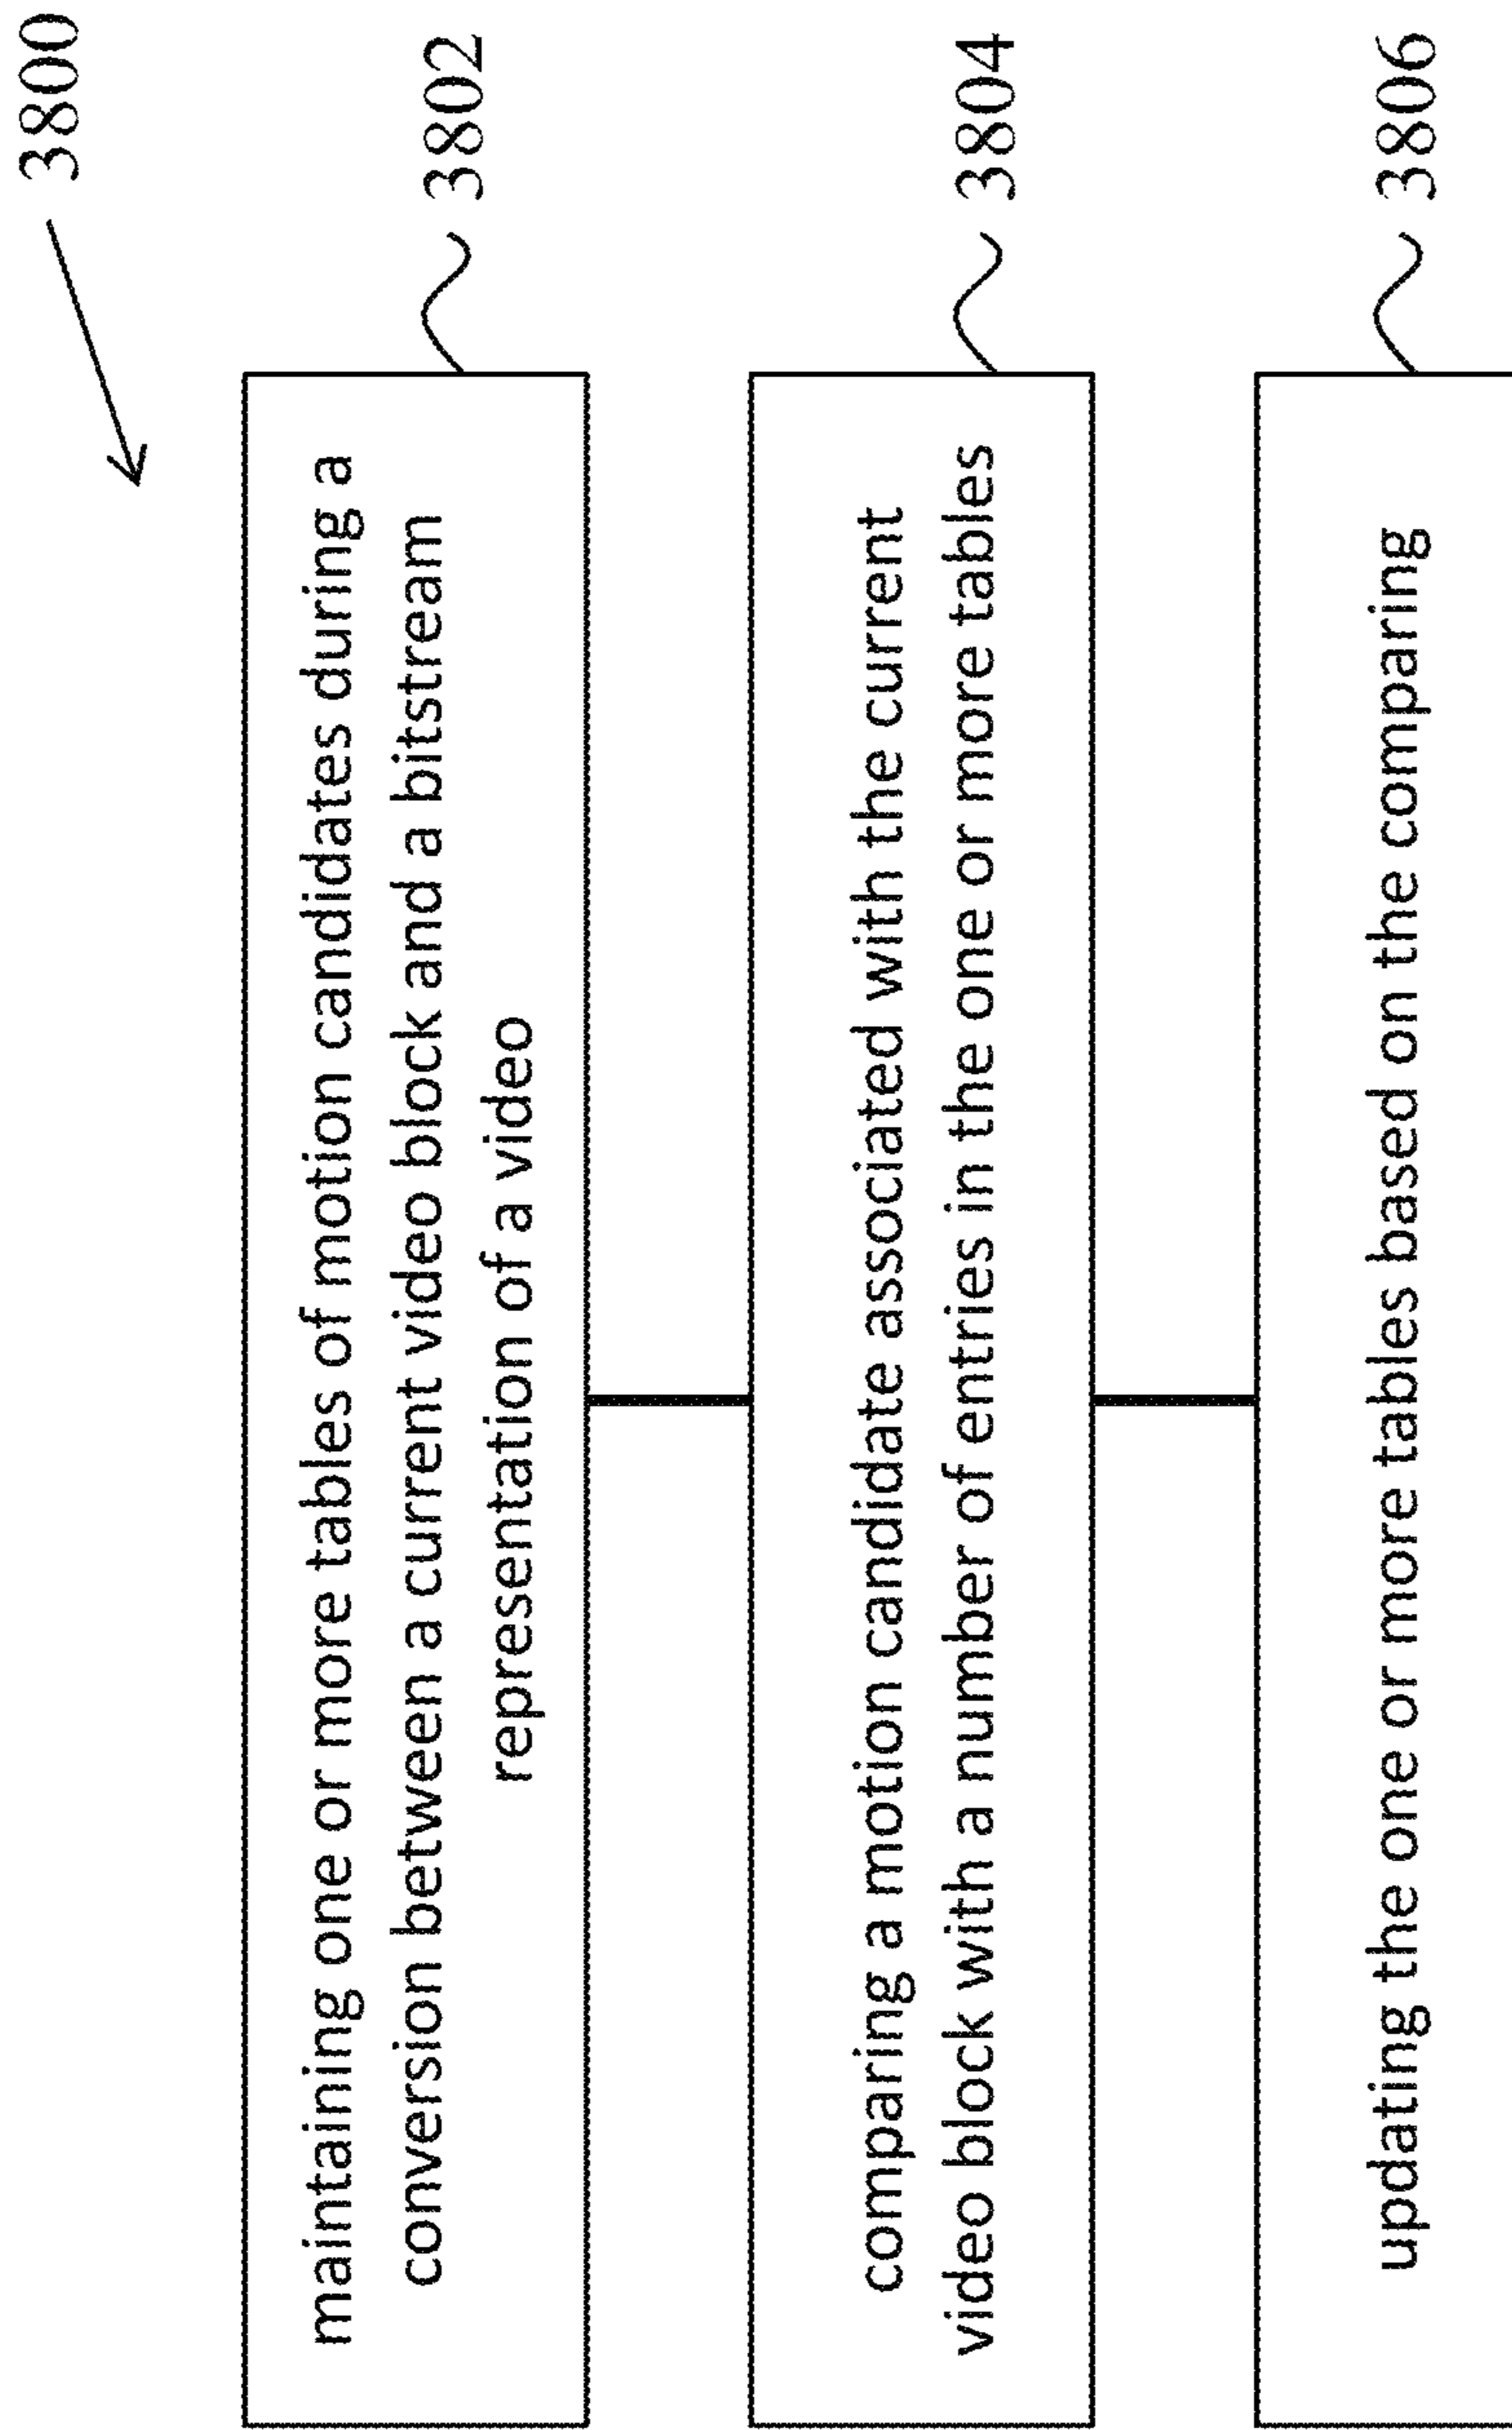 3800
maintaining one or more tables of motion candidates during a
conversion between a current video block and a bitstream
representation of a video
3802
comparing a motion candidate associated with the current
video block with a number of entries in the one or more tables
3804
updating the one or more tables based on the comparing
3806